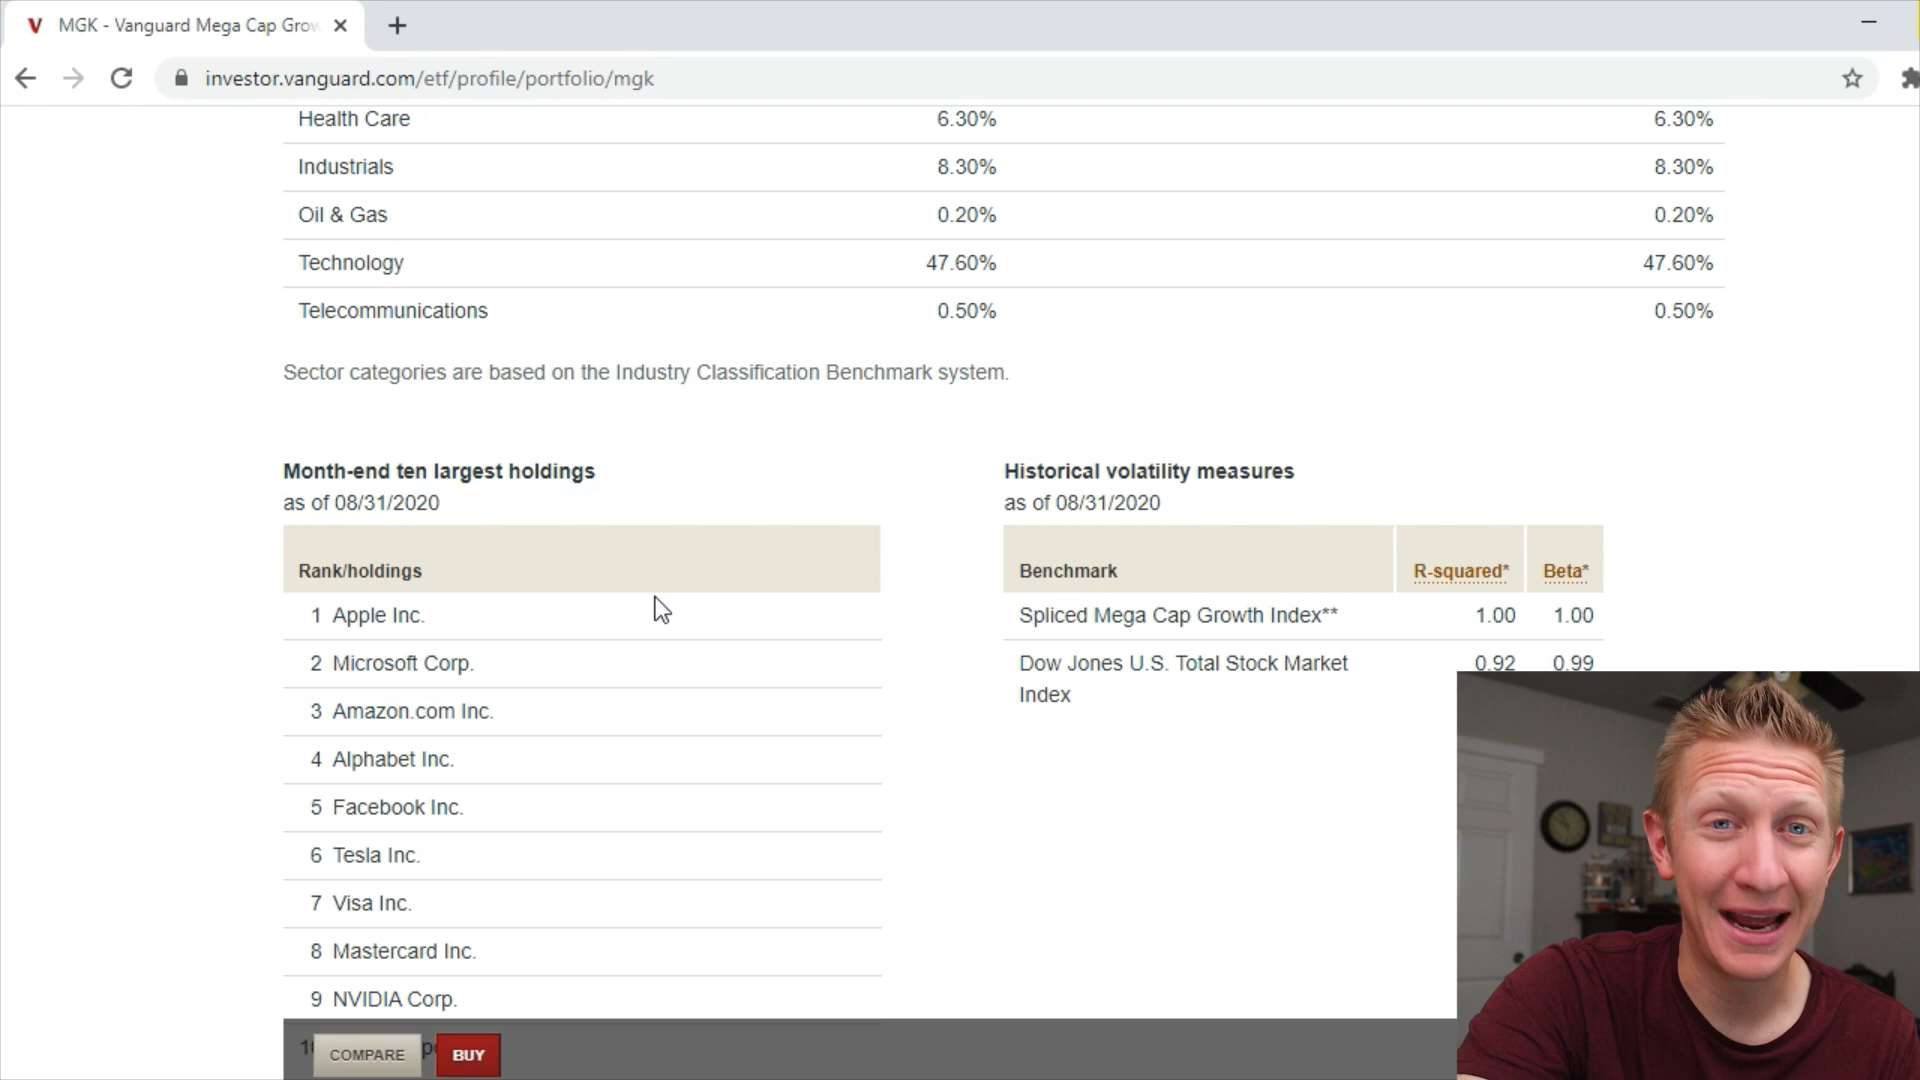 MGK - Vanguard Mega Cap Grow
investor.vanguard.com/etf/profile/portfolio/mgk
Health Care 6.30% 6.30%
Industrials 8.30% 8.30%
Oil & Gas 0.20% 0.20%
Technology 47.60% 47.60%
Telecommunications 0.50% 0.50%
Sector categories are based on the Industry Classification Benchmark system.
Month-end ten largest holdings
as of 08/31/2020
Rank/holdings
1 Apple Inc.
2 Microsoft Corp.
3 Amazon.com Inc.
4 Alphabet Inc.
5 Facebook Inc.
6 Tesla Inc.
7 Visa Inc.
8 Mastercard Inc.
9 NVIDIA Corp.
Historical volatility measures
as of 08/31/2020
Benchmark R-squared* Beta*
Spliced Mega Cap Growth Index** 1.00 1.00
Dow Jones U.S. Total Stock Market 0.92 0.99
Index
COMPARE BUY